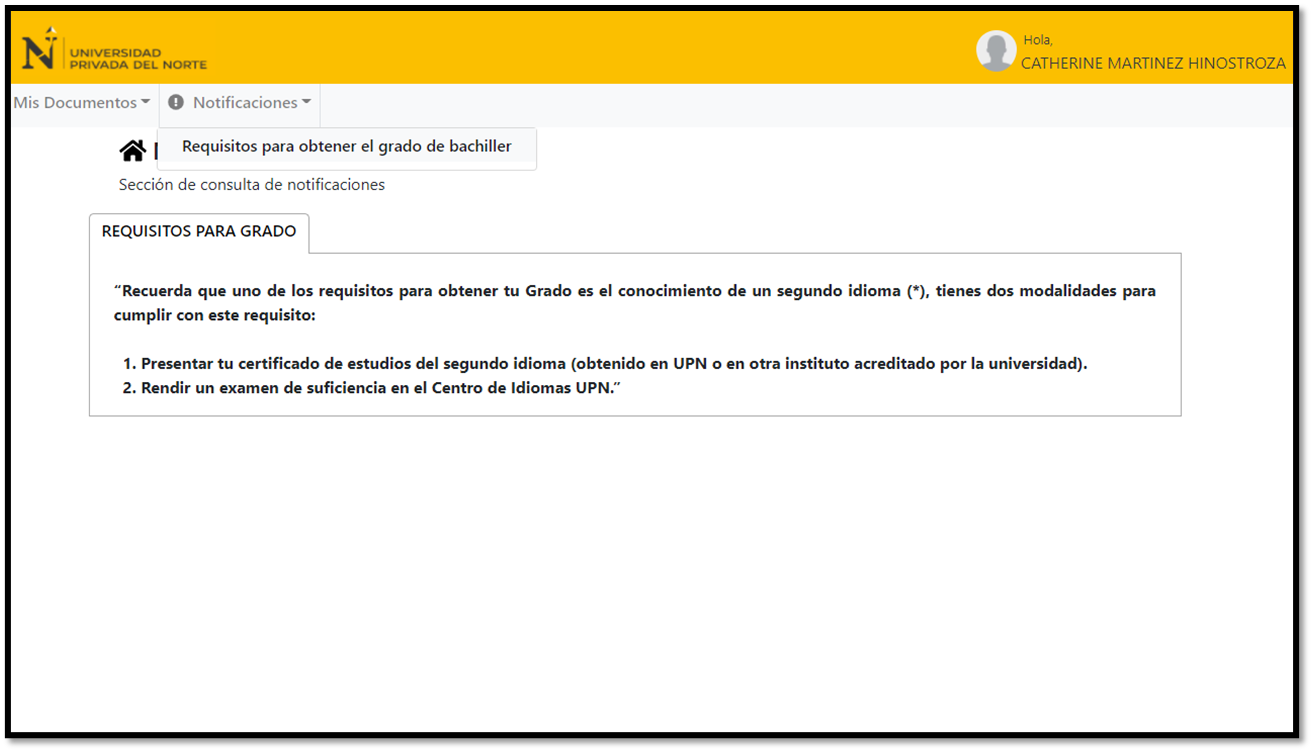 UNIVERSIDAD
PRIVADA DEL NORTE
Hola,
CATHERINE MARTINEZ HINOSTROZA
Mis Documentos
Notificaciones
Requisitos para obtener el grado de bachiller
Sección de consulta de notificaciones
REQUISITOS PARA GRADO
“Recuerda que uno de los requisitos para obtener tu Grado es el conocimiento de un segundo idioma (*), tienes dos modalidades para
cumplir con este requisito:
1. Presentar tu certificado de estudios del segundo idioma (obtenido en UPN o en otra instituto acreditado por la universidad).
2. Rendir un examen de suficiencia en el Centro de Idiomas UPN.”